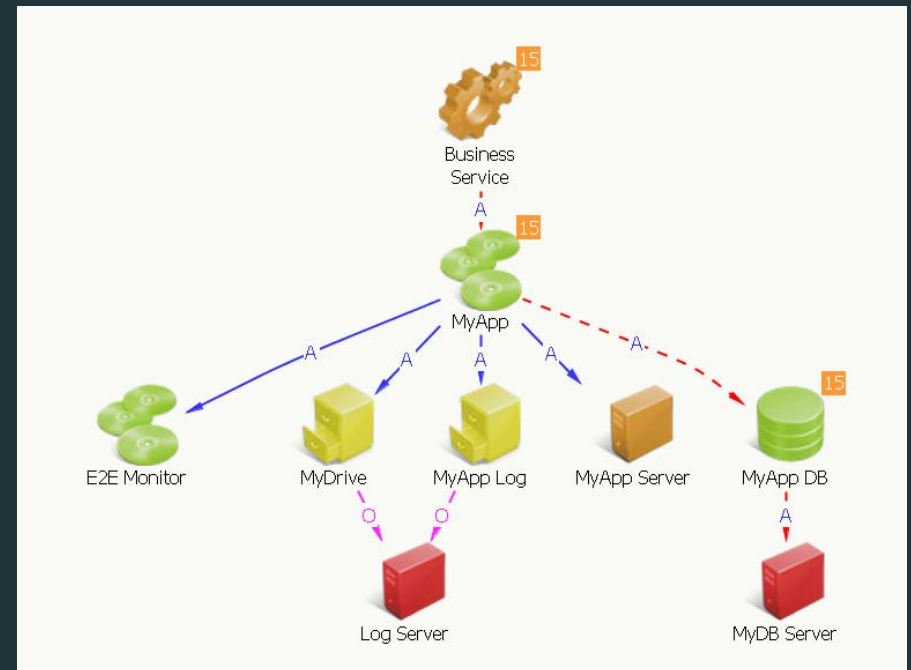 15
Business
Service
A
15
MyApp
A
A
A
A
A
15
E2E Monitor
MyDrive
MyApp Log
MyApp Server
MyApp DB
O
O
A
Log Server
MyDB Server